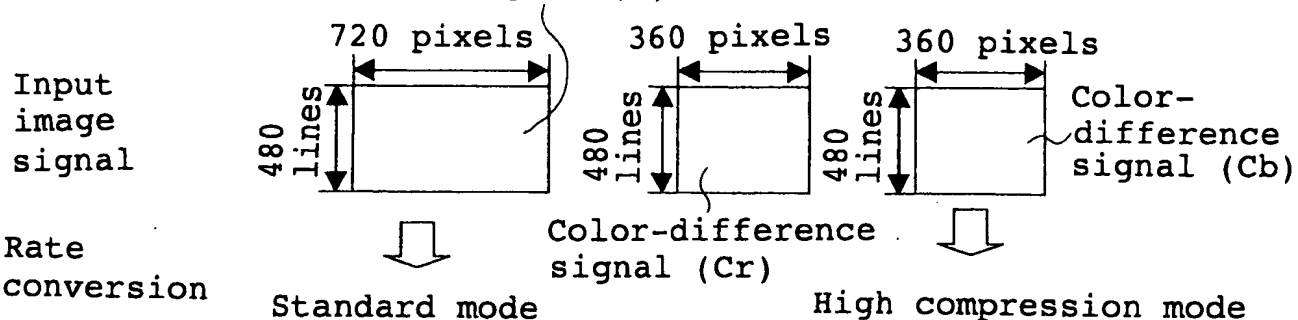 720 pixels
360 pixels
360 pixels
Input
image
signal
480
lines
480
lines
480
lines
Color-
difference
signal (Cb)
Color-difference
signal (Cr)
Rate
conversion
Standard mode
High compression mode